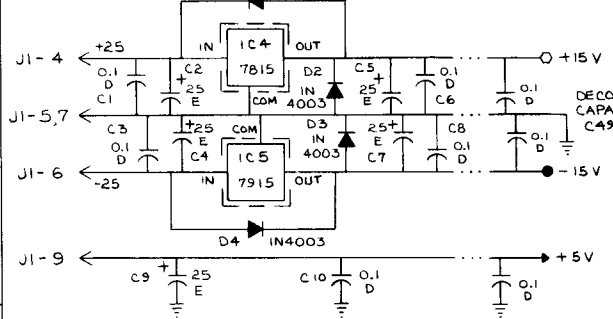 J1-4 +25 IN IC4 7815 OUT +15V
0.1 D C1
C2 + 25 E
COM
D2 IN 4003
C5 + 25 E
0.1 D C6
0.1 D
DECO
CAPA
C49
J1-5,7
C3 0.1 D
+25 E C4
COM
D3 IN 4003
25+ E C7
C8 0.1 D
0.1 D
J1-6 -25 IN IC5 7915 OUT -15V
D4 IN4003
J1-9 +5V
C9 + 25 E
C10 0.1 D
0.1 D